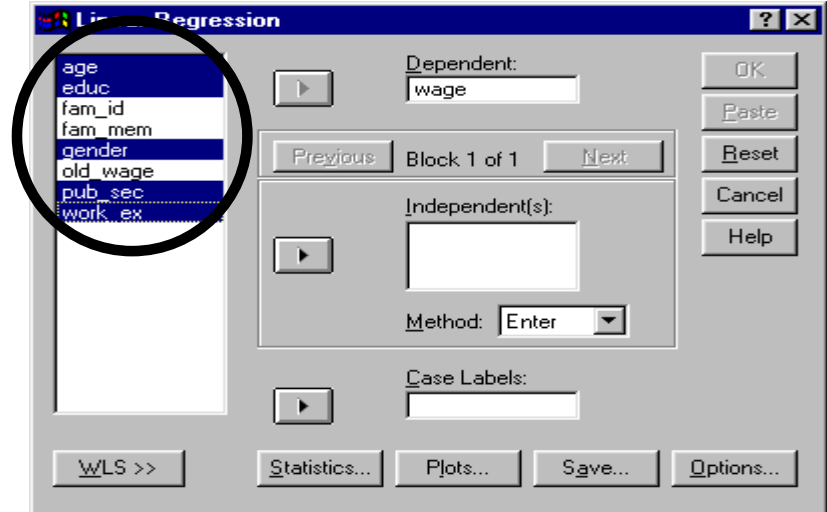 Linear Regression
age
educ
fam_id
fam_mem
gender
old_wage
pub_sec
work_ex
Dependent:
wage
Previous
Block 1 of 1
Next
Independent(s):
Method:
Enter
Case Labels:
OK
Paste
Reset
Cancel
Help
WLS >>
Statistics...
Plots...
Save...
Options...